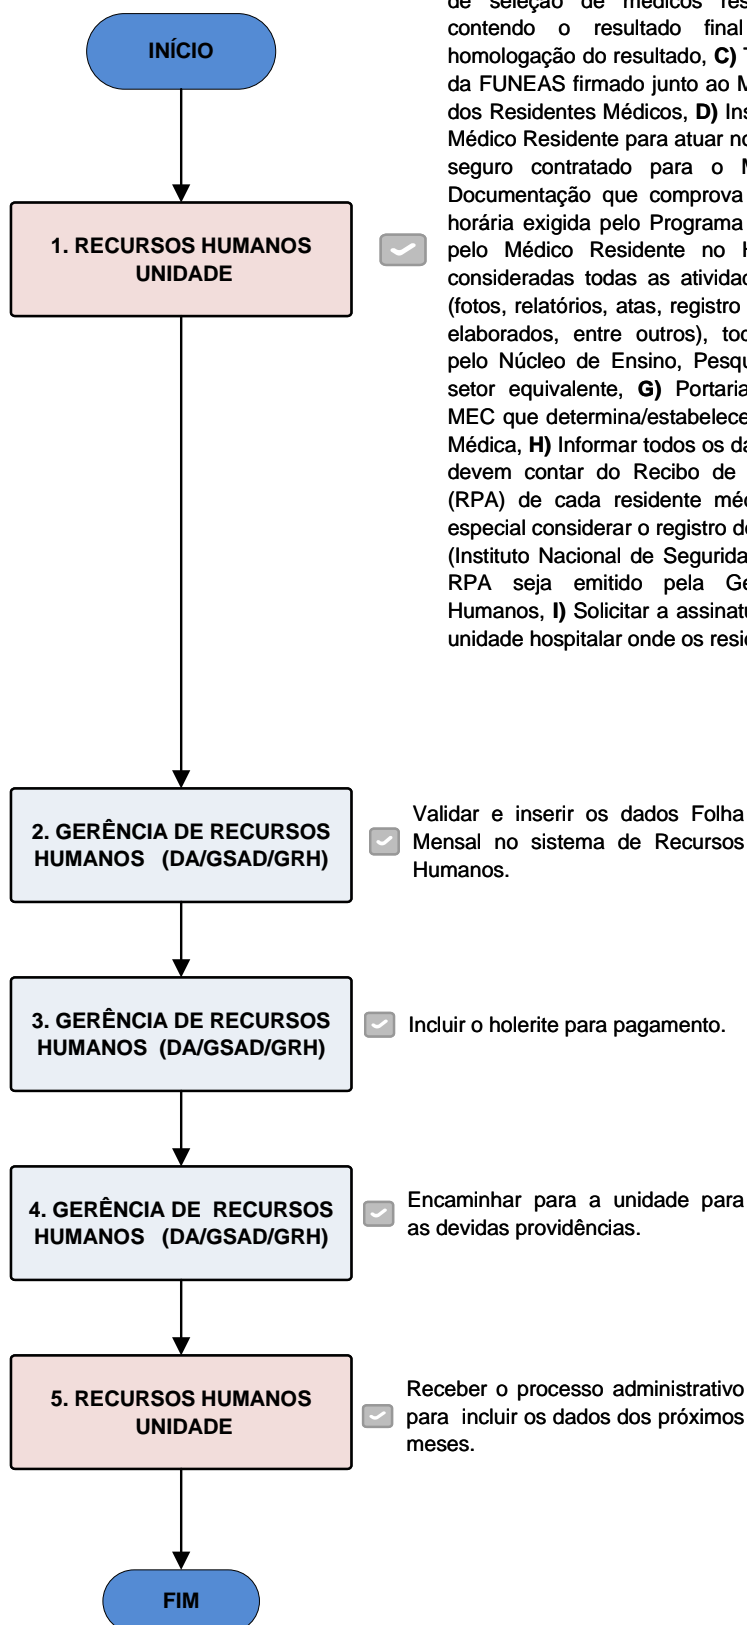 de seleção de médicos
contendo o resultado final
INÍCIO
homologação do resultado, C)
da FUNEAS firmado junto ao
dos Residentes Médicos, D)
Médico Residente para atuar
seguro contratado para o
Documentação que comprova
horária exigida pelo Programa
1. RECURSOS HUMANOS
UNIDADE
pelo Médico Residente no
consideradas todas as
(fotos, relatórios, atas, registro
elaborados, entre outros),
pelo Núcleo de Ensino,
setor equivalente, G) Portaria
MEC que determina/estabelece
Médica, H) Informar todos os
devem contar do Recibo de
(RPA) de cada residente
especial considerar o registro
(Instituto Nacional de
RPA seja emitido pela
Humanos, I) Solicitar a
unidade hospitalar onde os
2. GERÊNCIA DE RECURSOS
HUMANOS (DA/GSAD/GRH)
Validar e inserir os dados Folha
Mensal no sistema de Recursos
Humanos.
3. GERÊNCIA DE RECURSOS
HUMANOS (DA/GSAD/GRH)
Incluir o holerite para pagamento.
4. GERÊNCIA DE RECURSOS
HUMANOS (DA/GSAD/GRH)
Encaminhar para a unidade para
as devidas providências.
5. RECURSOS HUMANOS
UNIDADE
Receber o processo administrativo
para incluir os dados dos próximos
meses.
FIM